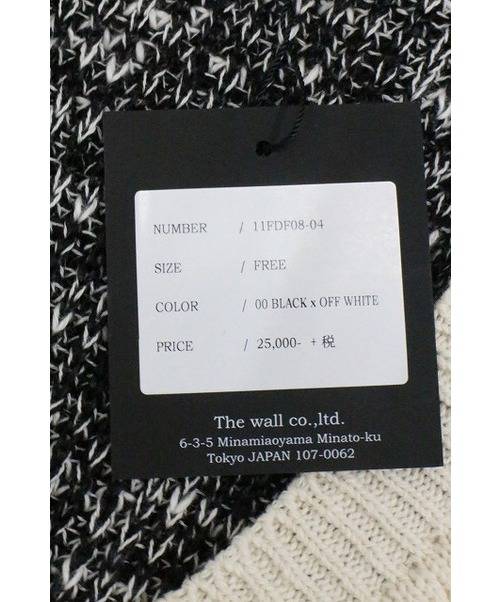 NUMBER / 11FDF08-04
SIZE / FREE
COLOR / 00 BLACK x OFF WHITE
PRICE / 25,000- + 税
The wall co.,ltd.
6-3-5 Minamiaoyama Minato-ku
Tokyo JAPAN 107-0062